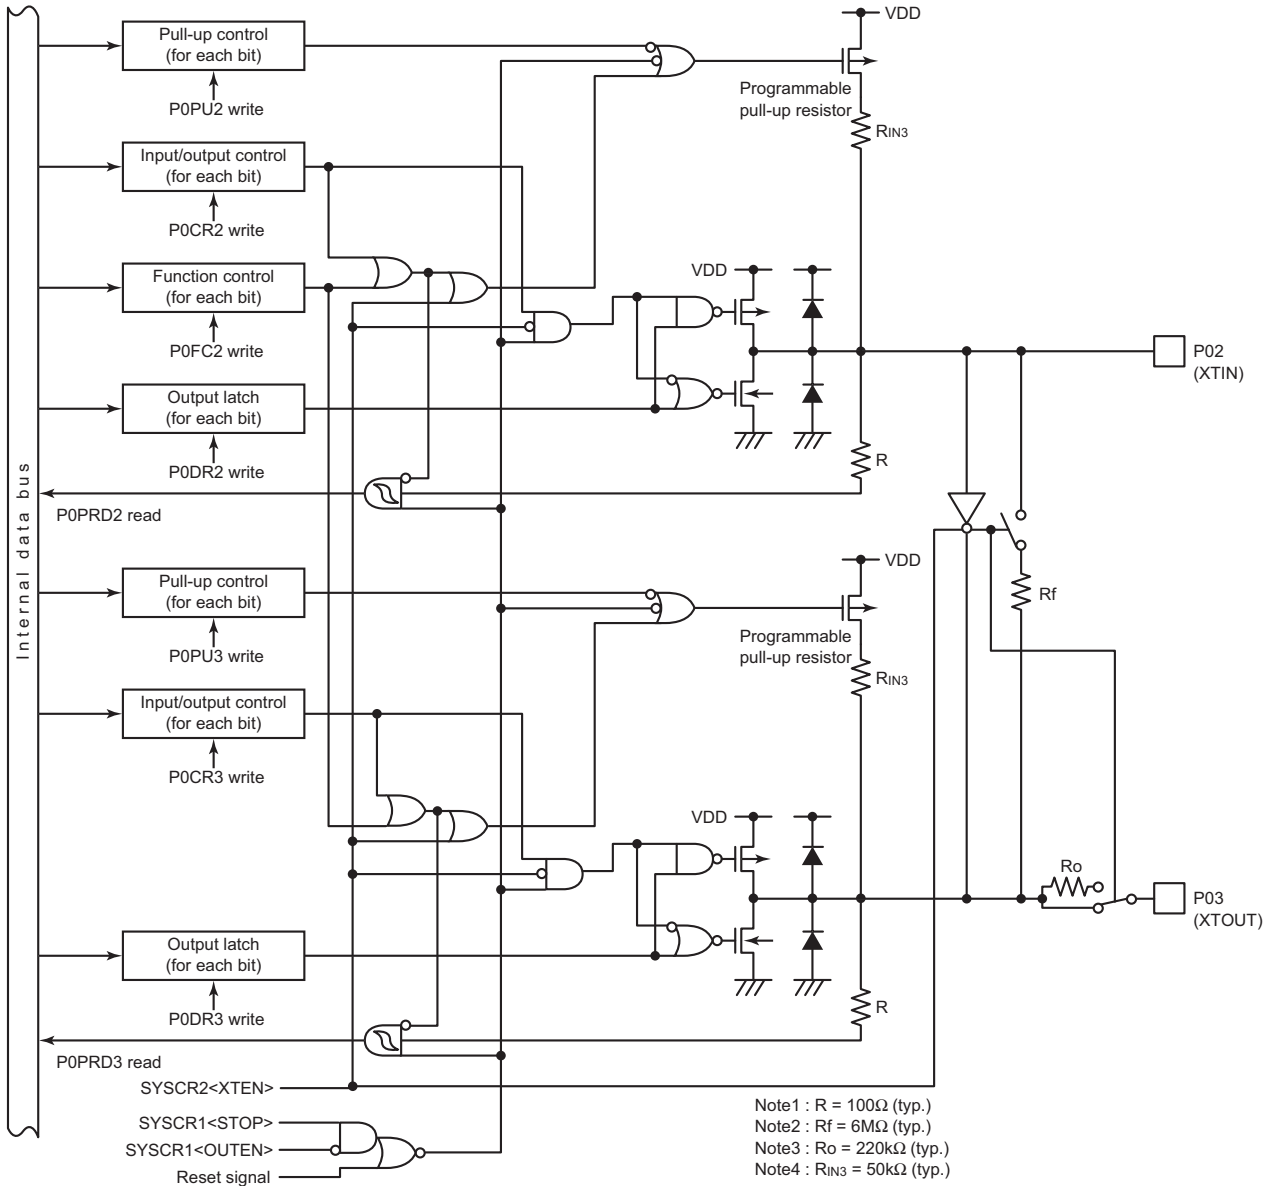 VDD
Pull-up control
(for each bit)
P0PU2 write
Programmable
pull-up resistor
RIN3
Input/output control
(for each bit)
P0CR2 write
Function control
(for each bit)
P0FC2 write
VDD
P02
(XTIN)
Output latch
(for each bit)
P0DR2 write
R
P0PRD2 read
Internal data bus
VDD
Pull-up control
(for each bit)
P0PU3 write
Rf
Programmable
pull-up resistor
RIN3
Input/output control
(for each bit)
P0CR3 write
VDD
Ro
P03
(XTOUT)
Output latch
(for each bit)
P0DR3 write
R
P0PRD3 read
SYSCR2<XTEN>
SYSCR1<STOP>
SYSCR1<OUTEN>
Reset signal
Note1 : R = 100Ω (typ.)
Note2 : Rf = 6MΩ (typ.)
Note3 : Ro = 220kΩ (typ.)
Note4 : RIN3 = 50kΩ (typ.)